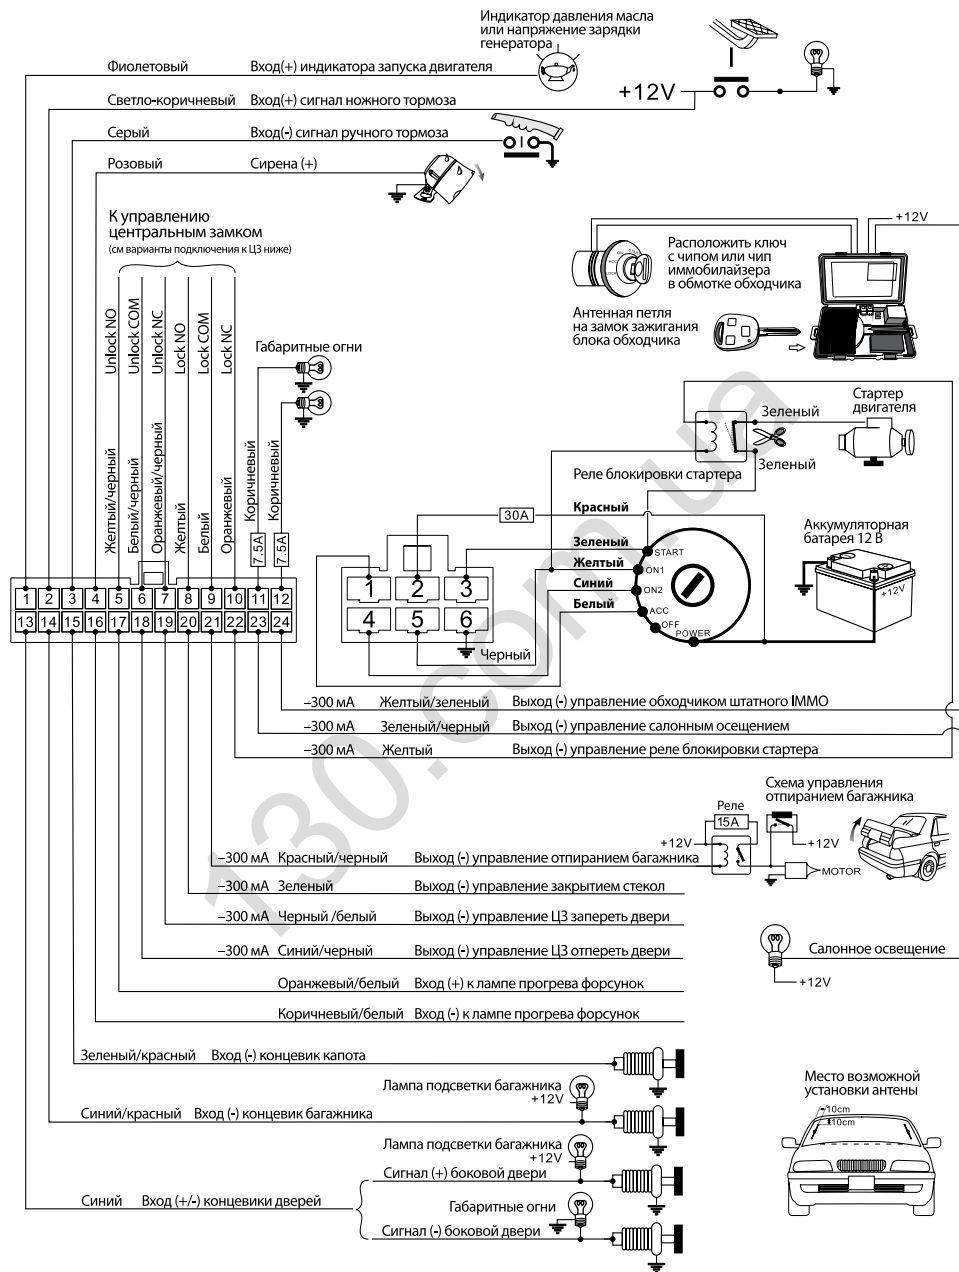 Индикатор давления масла
или напряжение зарядки
генератора
Фиолетовый Вход(+) индикатора запуска двигателя
+12V
Светло-коричневый Вход(+) сигнал ножного тормоза
Серый Вход(-) сигнал ручного тормоза
Розовый Сирена (+)
К управлению
центральным замком
(см варианты подключения к ЦЗ ниже)
+12V
Расположить ключ
с чипом или чип
иммобилайзера
в обмотке обходчика
ON START
ACC
LOCK
Антенная петля
на замок зажигания
блока обходчика
Unlock NO
Unlock COM
Unlock NC
Lock NO
Lock COM
Lock NC
Габаритные огни
Желтый/черный
Белый/черный
Оранжевый/черный
Желтый
Белый
Оранжевый
Коричневый
Коричневый
7.5A
7.5A
Стартер
двигателя
Зеленый
Зеленый
Реле блокировки стартера
30A
Красный
Зеленый
Желтый
Синий
Белый
START
ON1
ON2
ACC
OFF
POWER
Аккумуляторная
батарея 12 В
+12V
1 2 3 4 5 6 7 8 9 10 11 12
13 14 15 16 17 18 19 20 21 22 23 24
1 2 3
4 5 6
Черный
–300 мА Желтый/зеленый Выход (-) управление обходчиком штатного IMMO
–300 мА Зеленый/черный Выход (-) управление салонным осещением
–300 мА Желтый Выход (-) управление реле блокировки стартера
130.com.ua
Схема управления
отпиранием багажника
Реле
15A
+12V
+12V
MOTOR
–300 мА Красный/черный Выход (-) управление отпиранием багажника
–300 мА Зеленый Выход (-) управление закрытием стекол
–300 мА Черный /белый Выход (-) управление ЦЗ запереть двери
–300 мА Синий/черный Выход (-) управление ЦЗ отпереть двери
Салонное освещение
+12V
Оранжевый/белый Вход (+) к лампе прогрева форсунок
Коричневый/белый Вход (-) к лампе прогрева форсунок
Зеленый/красный Вход (-) концевик капота
Лампа подсветки багажника
+12V
Синий/красный Вход (-) концевик багажника
Лампа подсветки багажника
+12V
Сигнал (+) боковой двери
Синий Вход (+/-) концевики дверей
Габаритные огни
Сигнал (-) боковой двери
Место возможной
установки антены
10cm
10cm